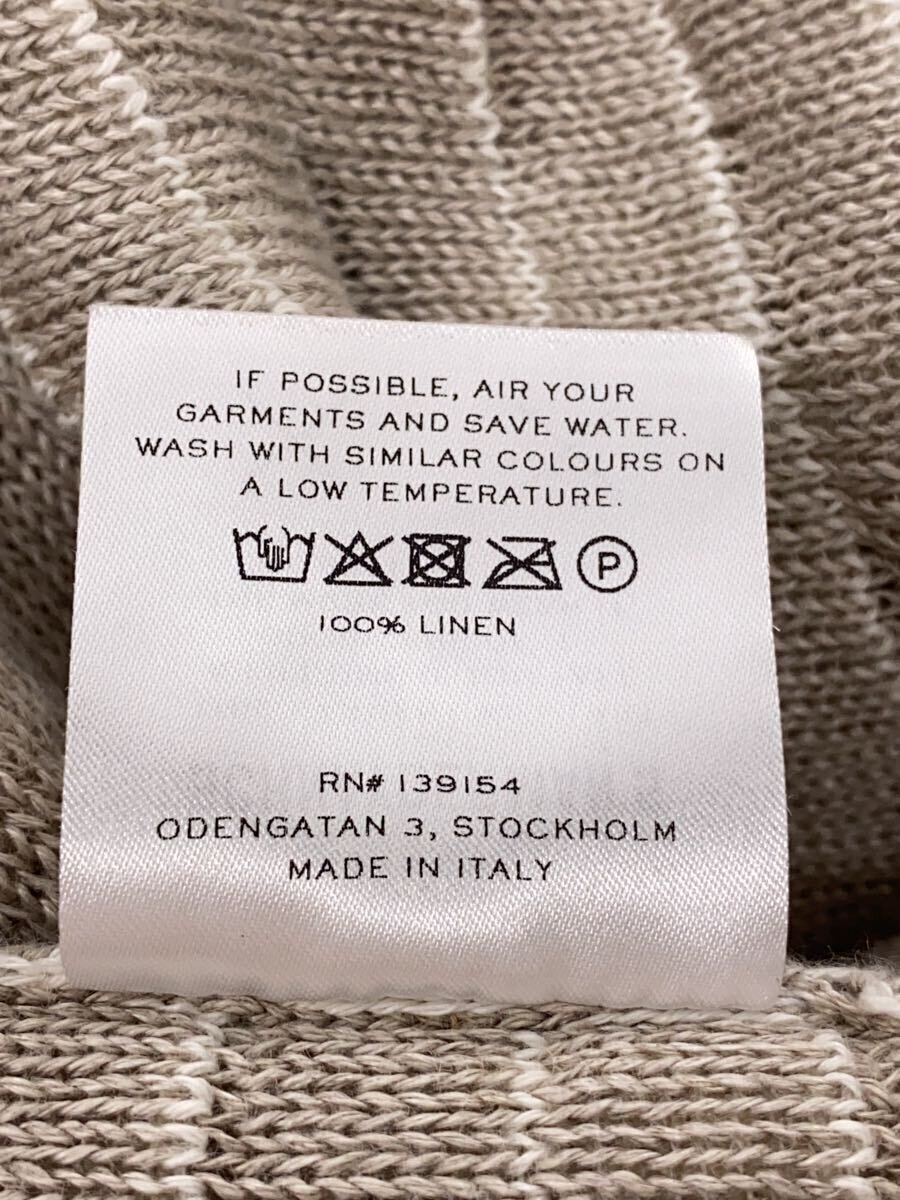 IF POSSIBLE, AIR YOUR
GARMENTS AND SAVE WATER.
WASH WITH SIMILAR COLOURS ON
A LOW TEMPERATURE.
P
100% LINEN
RN# 139154
ODENGATAN 3, STOCKHOLM
MADE IN ITALY